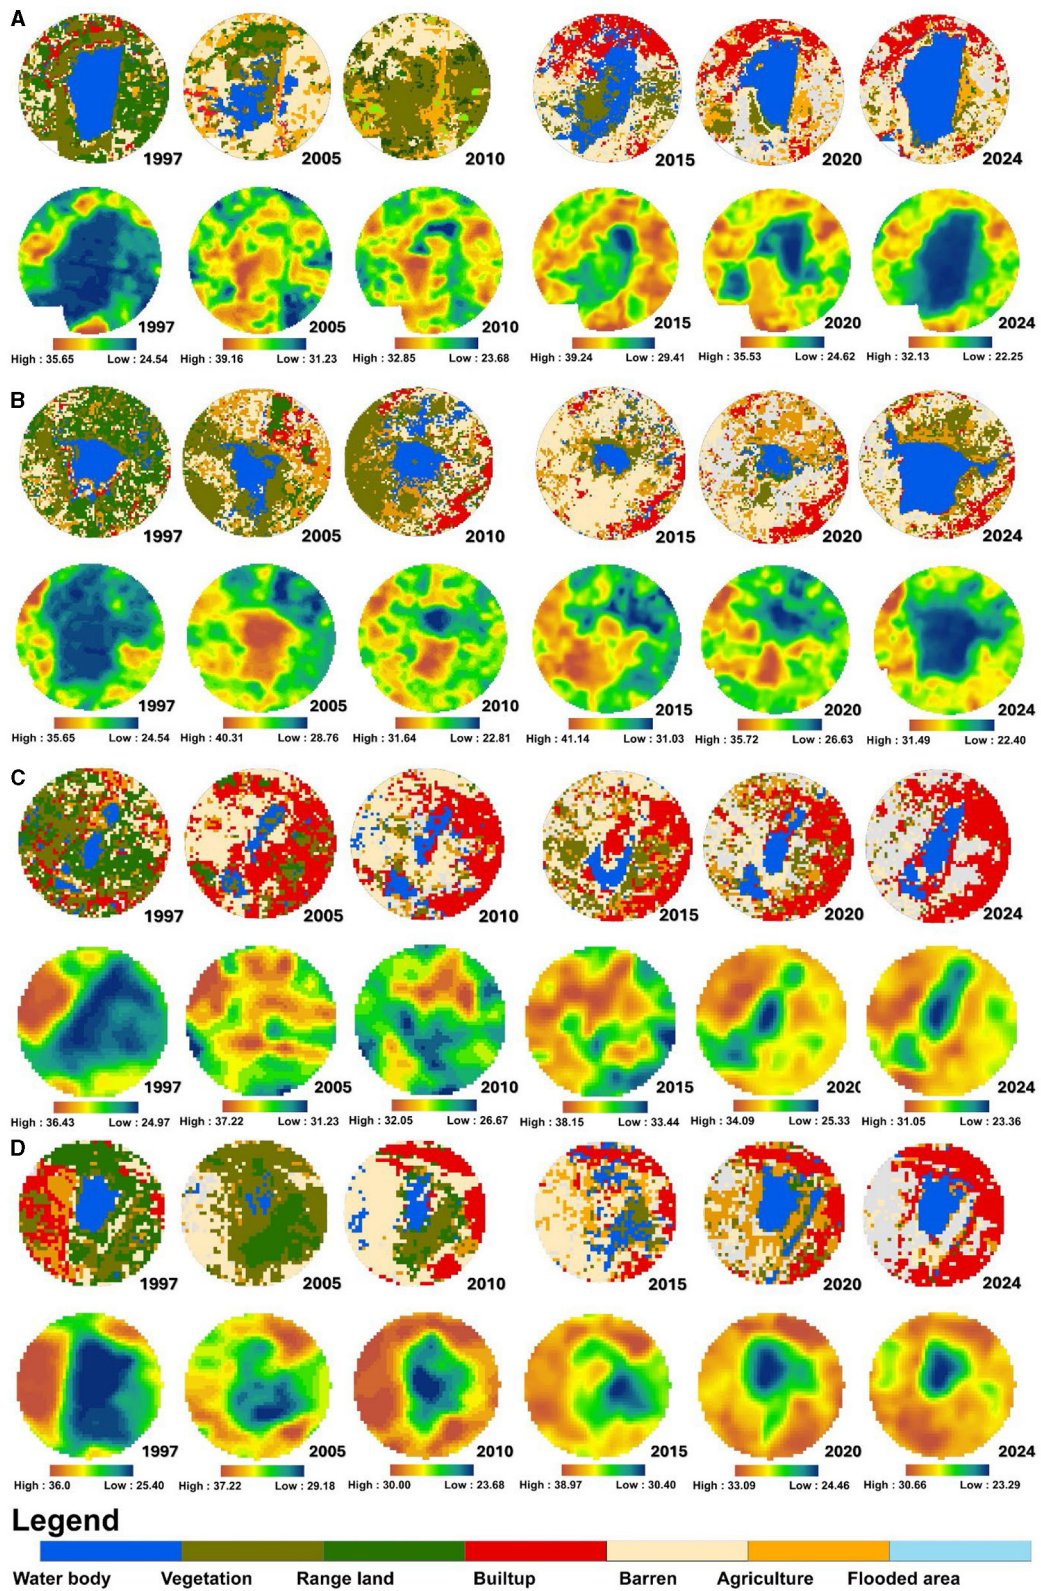 A
1997 2005 2010 2015 2020 2024
1997 2005 2010 2015 2020 2024
High : 35.65 Low : 24.54 High : 39.16 Low : 31.23 High : 32.85 Low : 23.68 High : 39.24 Low : 29.41 High : 35.53 Low : 24.62 High : 32.13 Low : 22.25
B
1997 2005 2010 2015 2020 2024
1997 2005 2010 2015 2020 2024
High : 35.65 Low : 24.54 High : 40.31 Low : 28.76 High : 31.64 Low : 22.81 High : 41.14 Low : 31.03 High : 35.72 Low : 26.63 High : 31.49 Low : 22.40
C
1997 2005 2010 2015 2020 2024
1997 2005 2010 2015 2020 2024
High : 36.43 Low : 24.97 High : 37.22 Low : 31.23 High : 32.05 Low : 26.67 High : 38.15 Low : 33.44 High : 34.09 Low : 25.33 High : 31.05 Low : 23.36
D
1997 2005 2010 2015 2020 2024
1997 2005 2010 2015 2020 2024
High : 36.0 Low : 25.40 High : 37.22 Low : 29.18 High : 30.00 Low : 23.68 High : 38.97 Low : 30.40 High : 33.09 Low : 24.46 High : 30.66 Low : 23.29
Legend
Water body Vegetation Range land Builtup Barren Agriculture Flooded area